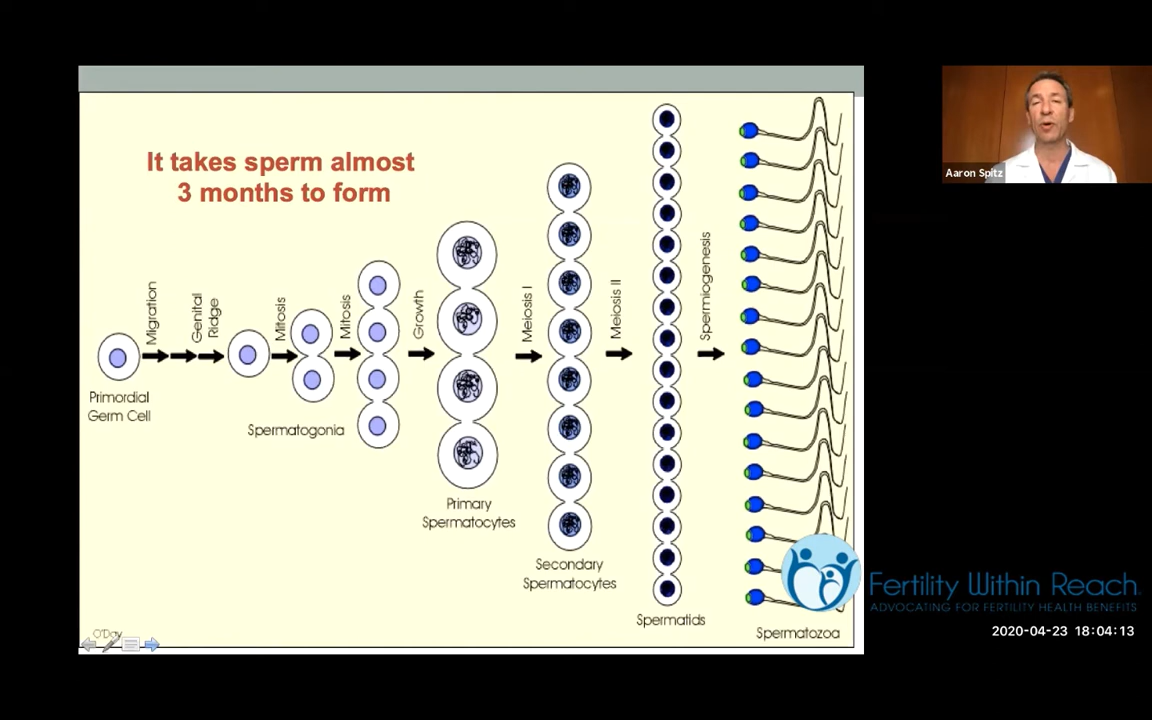 It takes sperm almost
3 months to form
Migration
Genital
Ridge
Mitosis
Mitosis
Growth
Meiosis I
Meiosis II
Spermiogenesis
Primordial
Germ Cell
Spermatogonia
Primary
Spermatocytes
Secondary
Spermatocytes
Spermatids
Spermatozoa
O'Day
Aaron Spitz
Fertility Within Reach
ADVOCATING FOR FERTILITY HEALTH BENEFITS
2020-04-23 18:04:13